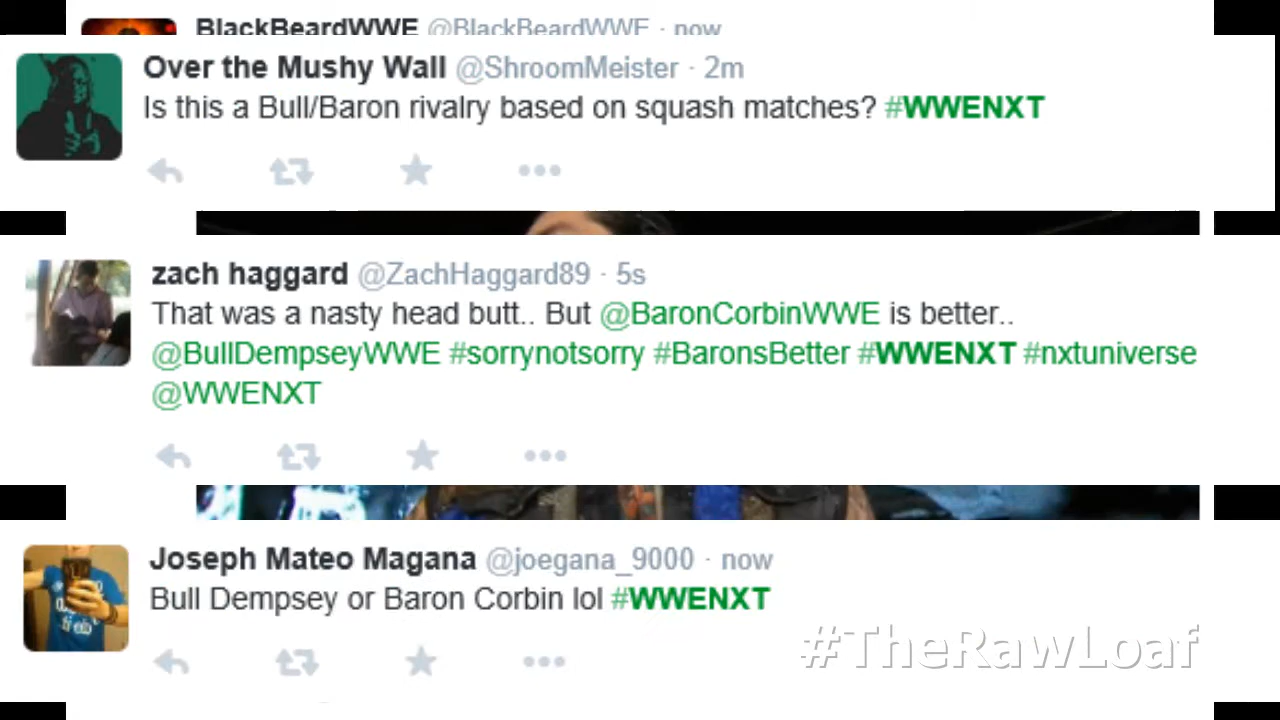 BlackBeardWWE @BlackBeardWWE · now
Over the Mushy Wall @ShroomMeister · 2m
Is this a Bull/Baron rivalry based on squash matches? #WWENXT
zach haggard @ZachHaggard89 · 5s
That was a nasty head butt.. But @BaronCorbinWWE is better..
@BullDempseyWWE #sorrynotsorry #BaronsBetter #WWENXT #nxtuniverse
@WWENXT
Joseph Mateo Magana @joegana_9000 · now
Bull Dempsey or Baron Corbin lol #WWENXT
#TheRawLoaf